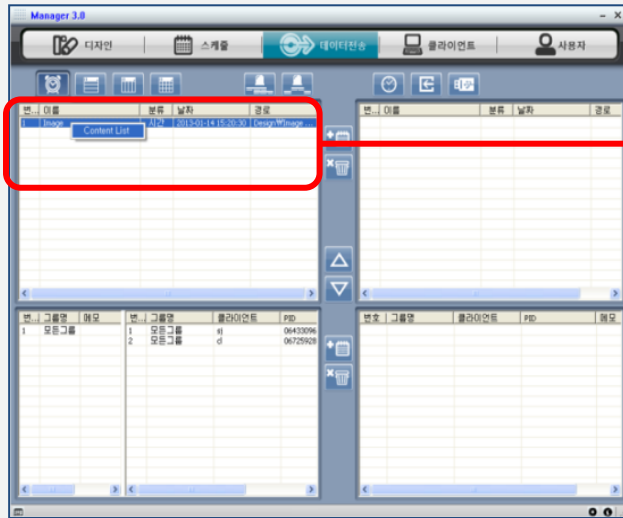 Manager 3.0
디자인 스케줄 데이터전송 클라이언트 사용자
번... 이름 분류 날짜 경로
1 Image 시간 2013-01-14 15:20:30 Design₩Image ...
Content List
번... 이름 분류 날짜 경로
번... 그룹명 메모
1 모든그룹
번... 그룹명 클라이언트 PID
1 모든그룹 sj 06433096
2 모든그룹 cl 06725928
번호 그룹명 클라이언트 PID 메모